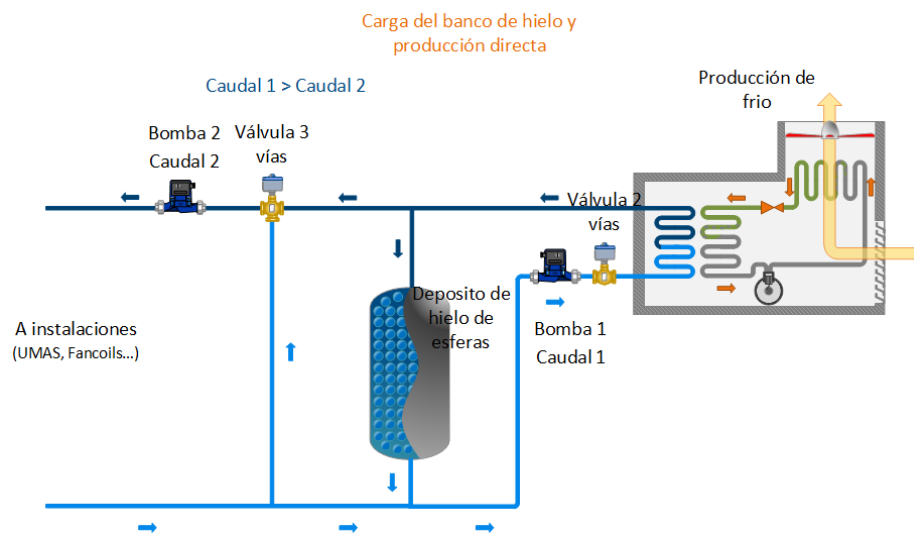 Carga del banco de hielo y
producción directa
Producción de
frio
Caudal 1 > Caudal 2
Bomba 2
Caudal 2
Válvula 3
vías
Válvula 2
vías
Deposito de
hielo de
esferas
A instalaciones
(UMAS, Fancoils...)
Bomba 1
Caudal 1